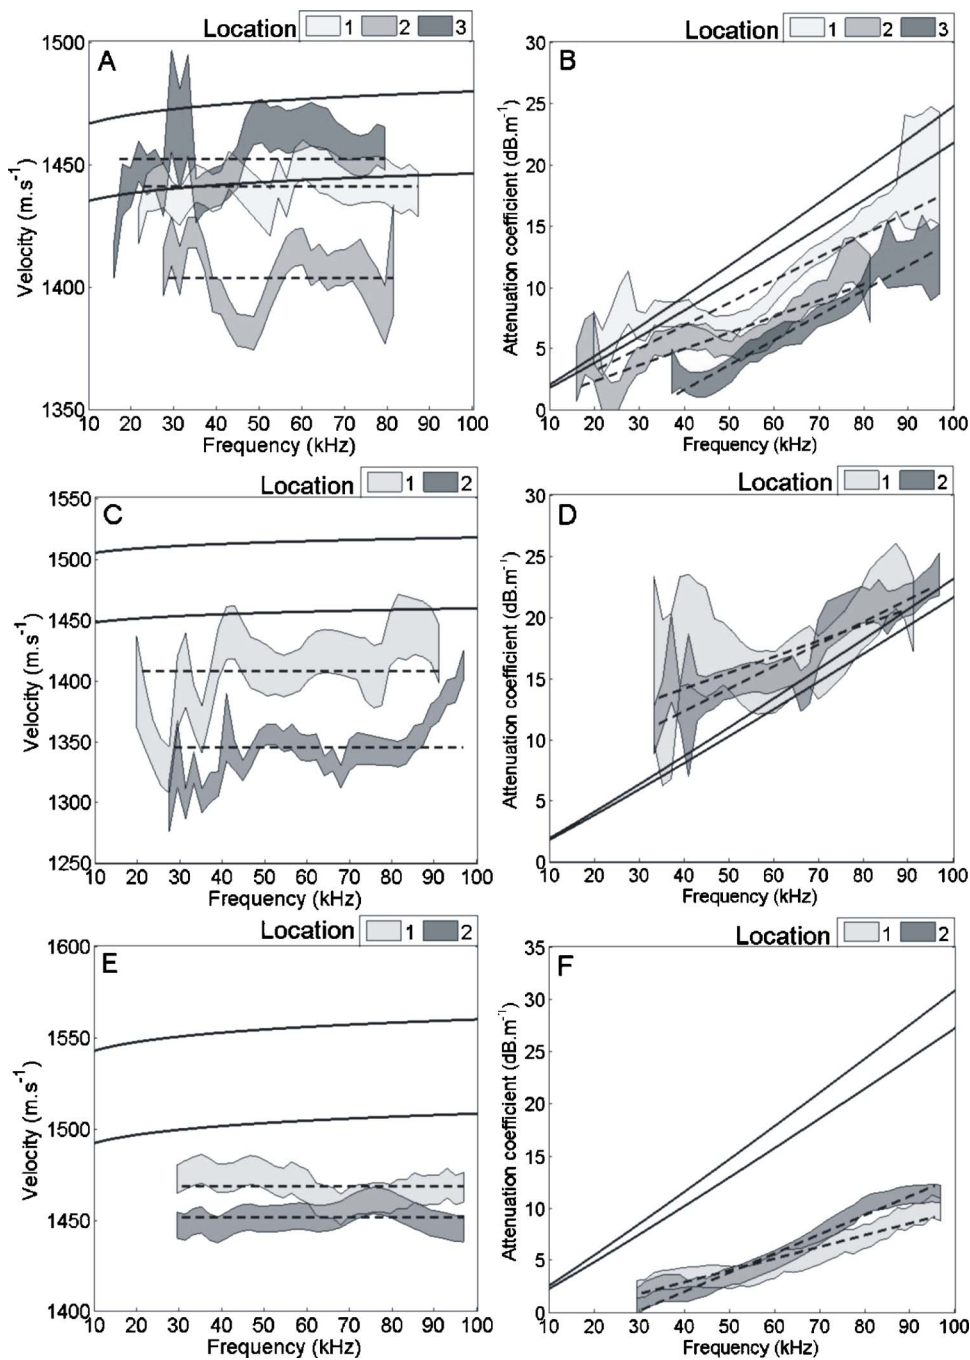 Location 1 2 3
A
1500
1450
1400
1350
Velocity (m.s-1)
10 20 30 40 50 60 70 80 90 100
Frequency (kHz)
Location 1 2 3
B
30
25
20
15
10
5
0
Attenuation coefficient (dB.m-1)
10 20 30 40 50 60 70 80 90 100
Frequency (kHz)
Location 1 2
C
1550
1500
1450
1400
1350
1300
1250
Velocity (m.s-1)
10 20 30 40 50 60 70 80 90 100
Frequency (kHz)
Location 1 2
D
30
25
20
15
10
5
0
Attenuation coefficient (dB.m-1)
10 20 30 40 50 60 70 80 90 100
Frequency (kHz)
Location 1 2
E
1600
1550
1500
1450
1400
Velocity (m.s-1)
10 20 30 40 50 60 70 80 90 100
Frequency (kHz)
Location 1 2
F
35
30
25
20
15
10
5
0
Attenuation coefficient (dB.m-1)
10 20 30 40 50 60 70 80 90 100
Frequency (kHz)